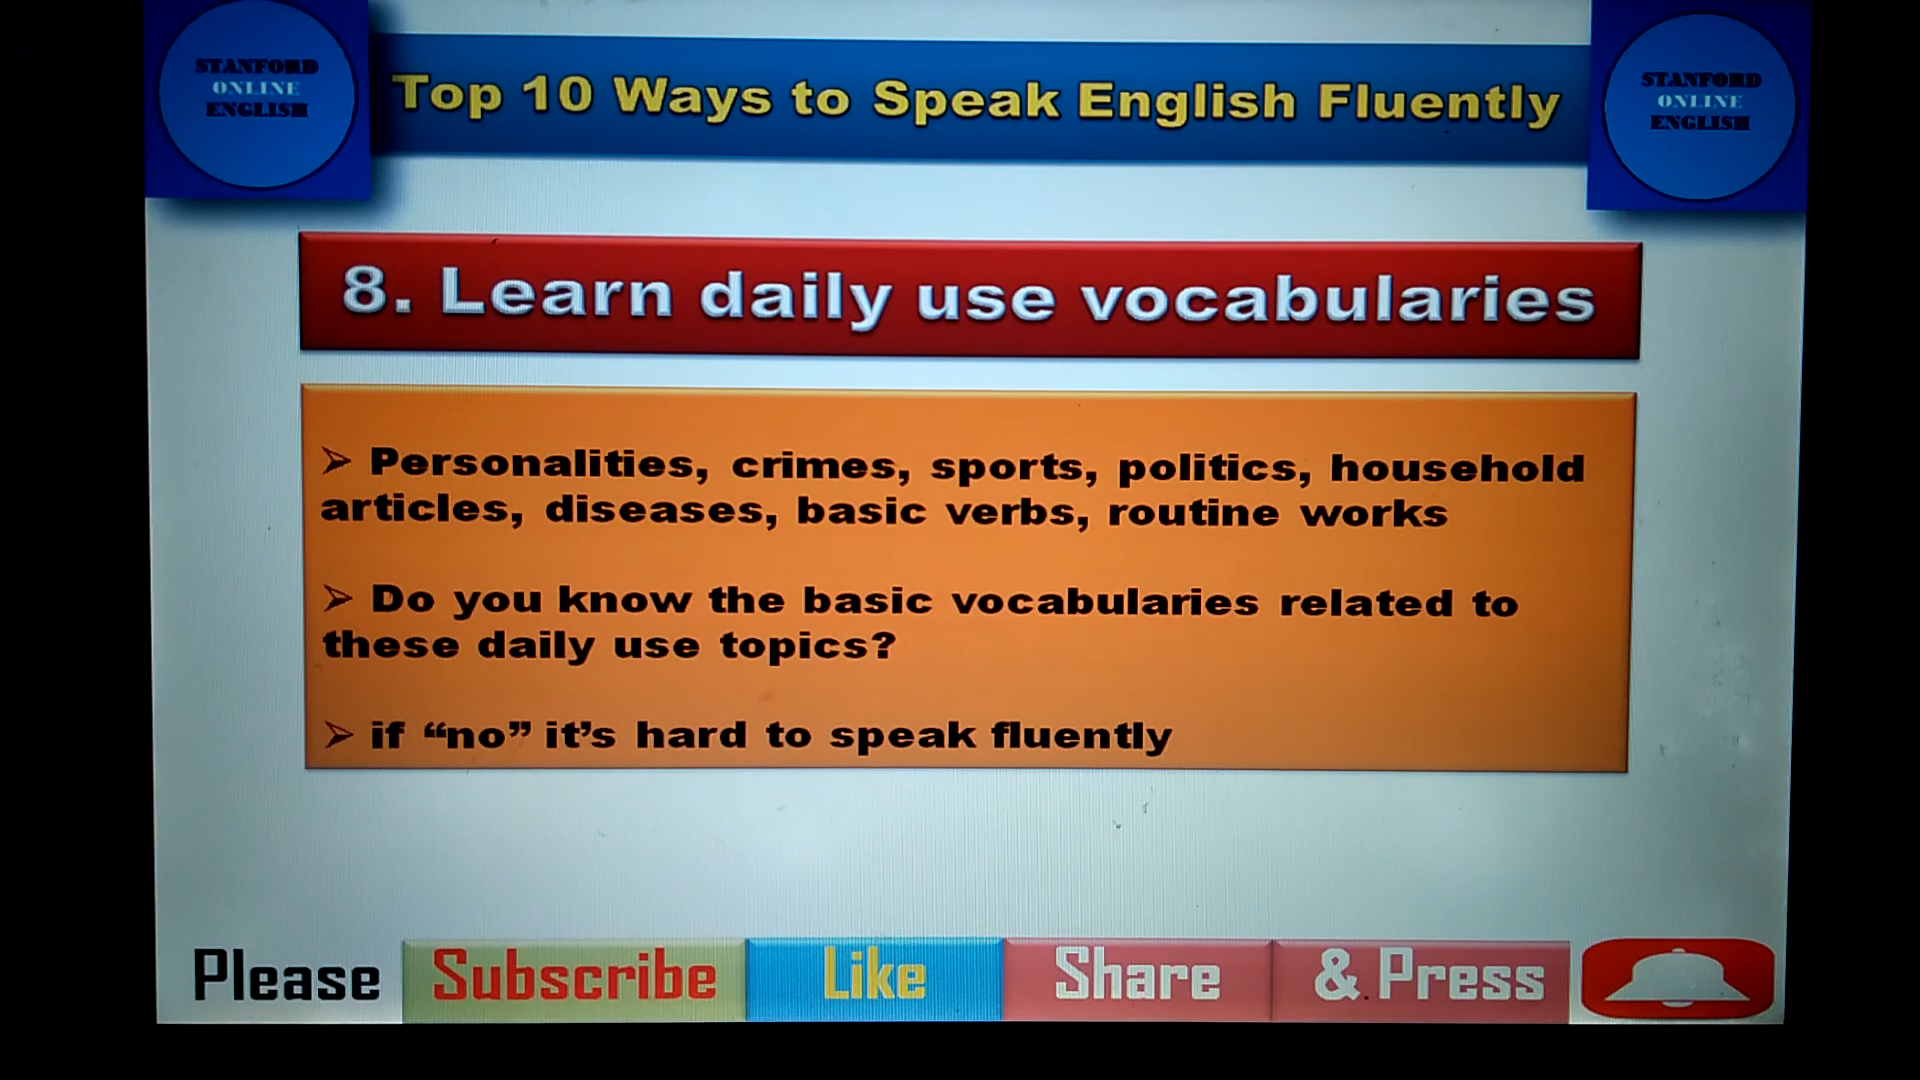 STANFORD
ONLINE
ENGLISH
Top 10 Ways to Speak English Fluently
STANFORD
ONLINE
ENGLISH
8. Learn daily use vocabularies
➢ Personalities, crimes, sports, politics, household
articles, diseases, basic verbs, routine works
➢ Do you know the basic vocabularies related to
these daily use topics?
➢ if “no” it’s hard to speak fluently
Please Subscribe Like Share & Press